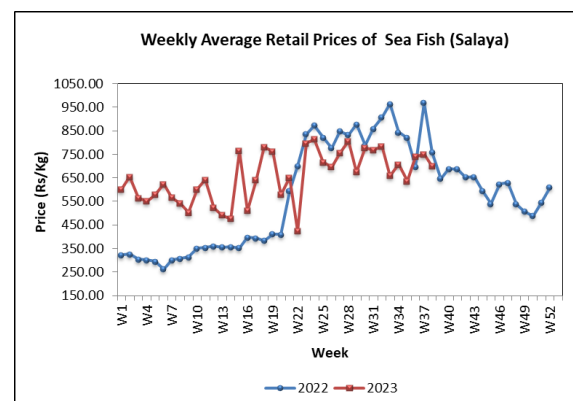 Weekly Average Retail Prices of  Sea Fish (Salaya)
Price (Rs/Kg)
1050.00
950.00
850.00
750.00
650.00
550.00
450.00
350.00
250.00
150.00
W1 W4 W7 W10 W13 W16 W19 W22 W25 W28 W31 W34 W37 W40 W43 W46 W49 W52
Week
2022 2023